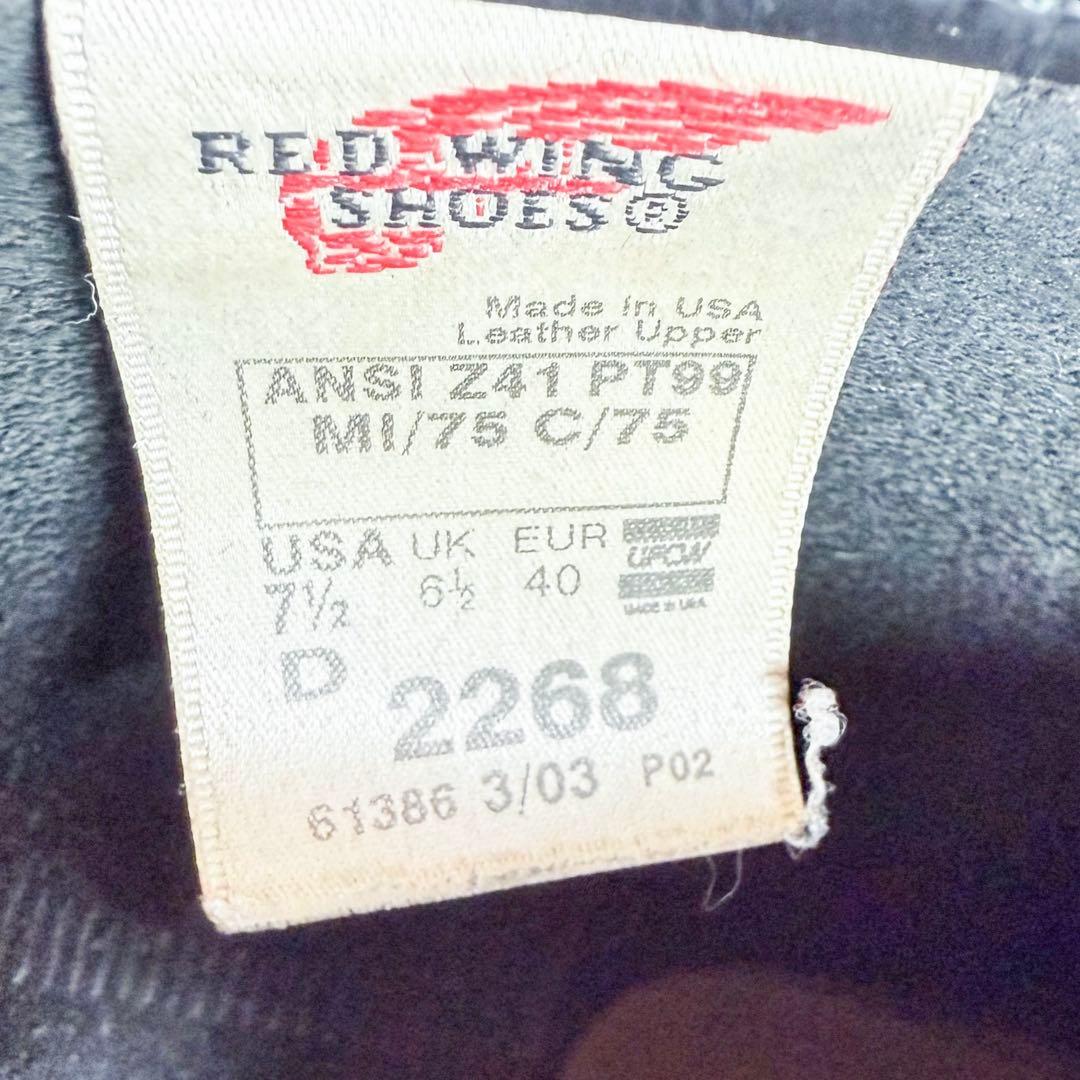 RED WING
SHOES®
Made in USA
Leather Upper
ANSI Z41 PT99
MI/75 C/75
USA UK EUR
7½ 6½ 40
UFCW
MADE in USA
D
2268
61386 3/03 P02